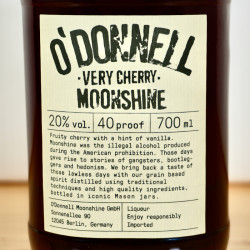 O'DONNELL
·VERY CHERRY·
MOONSHINE
20% vol. 40 proof 700 ml
Fruity cherry with a hint of vanilla.
Moonshine was the illegal alcohol produced
during the American prohibition. Those days
gave rise to stories of gangsters, bootleg-
gers and hedonism. We bring back a taste of
those lawless days with our grain based
spirit distilled using traditional
techniques and high quality ingredients,
bottled in iconic Mason jars.
O'Donnell Moonshine GmbH
Sonnenallee 90
12045 Berlin, Germany
Liqueur
Enjoy responsibly
Imported